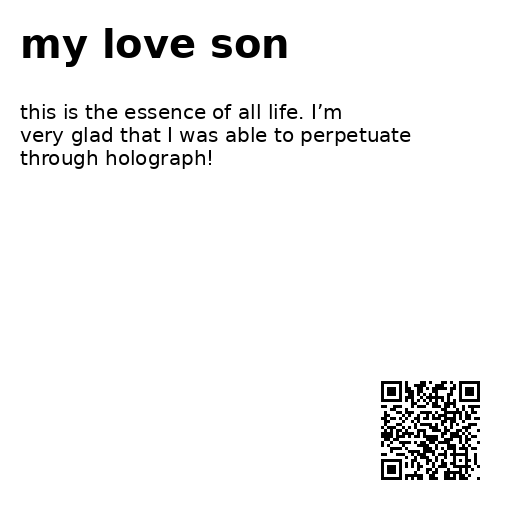 my love son
this is the essence of all life. I’m
very glad that I was able to perpetuate
through holograph!